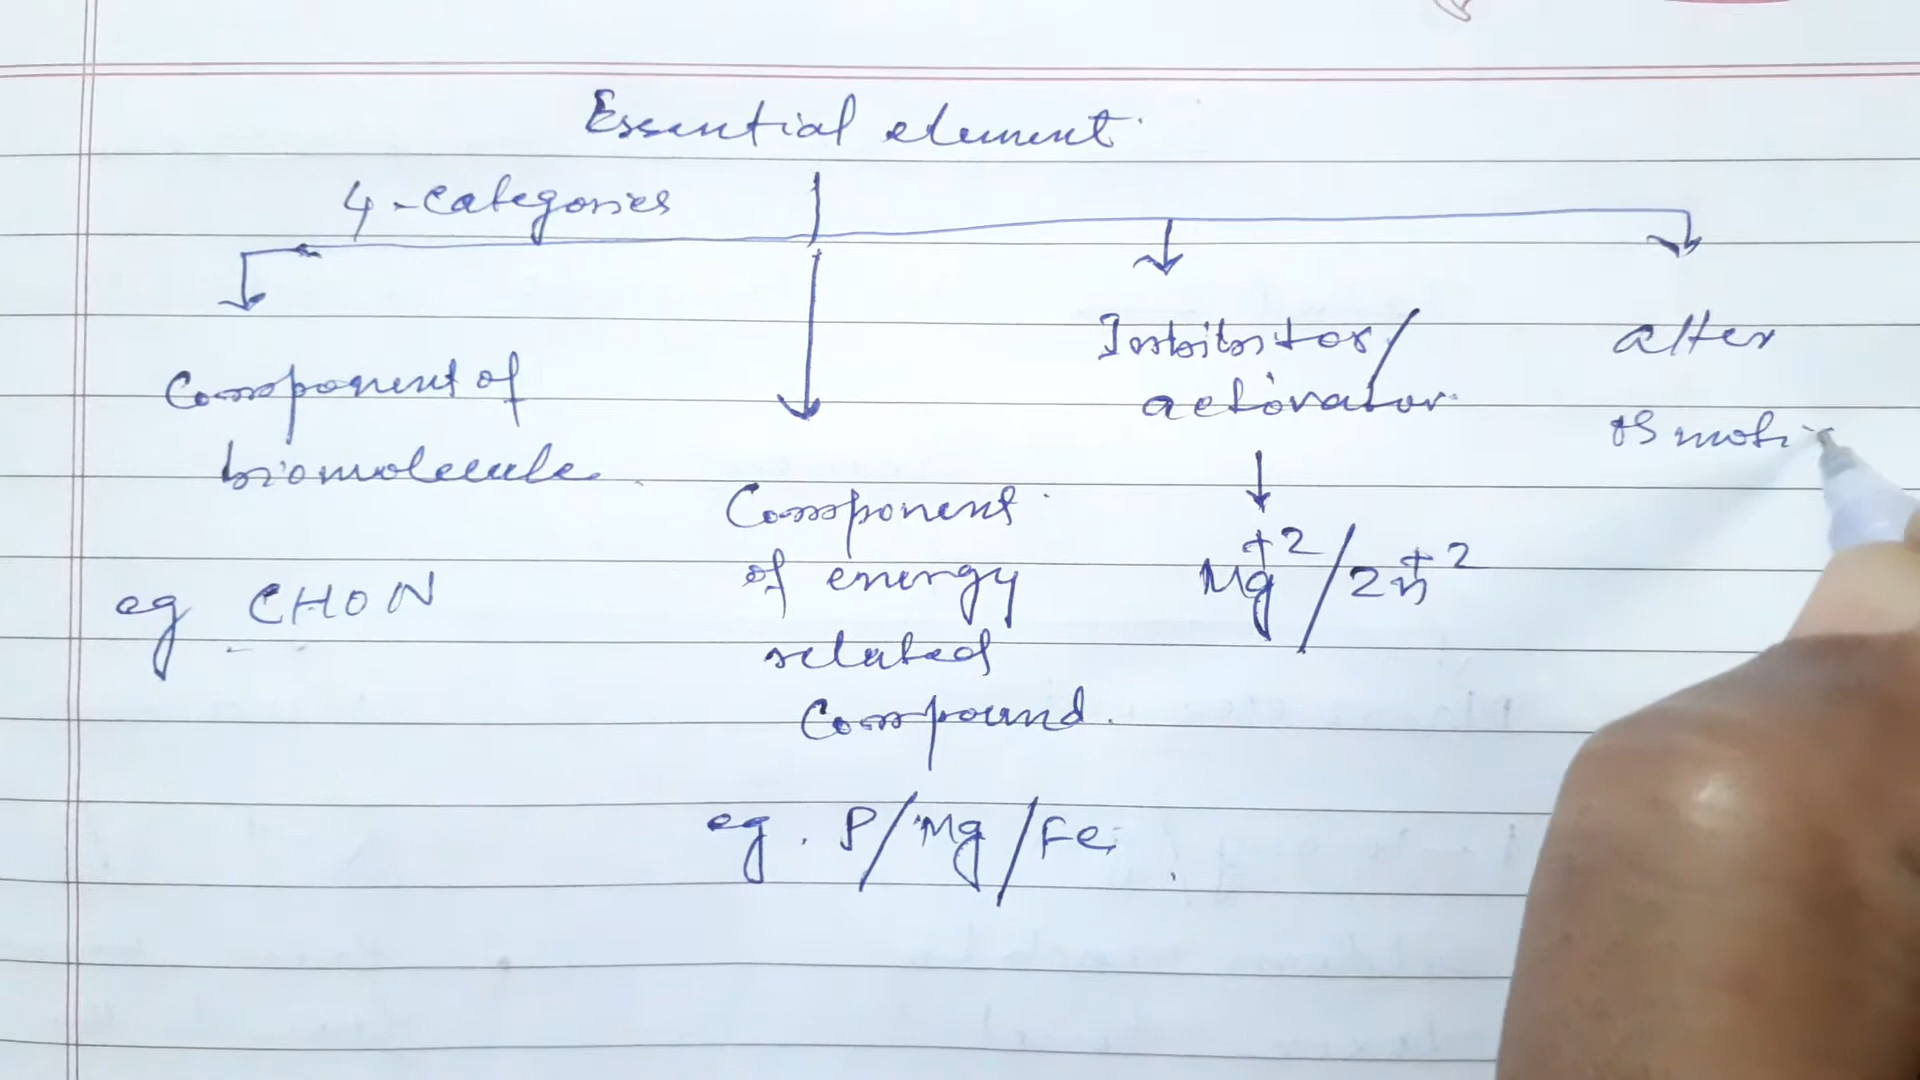 Essential element
4-categories
Component of
biomolecule
eg CHON
Component
of energy
related
Compound.
eg. P/Mg/Fe
Inhibitor/
activator
Mg+2/Zn+2
alter
osmoti